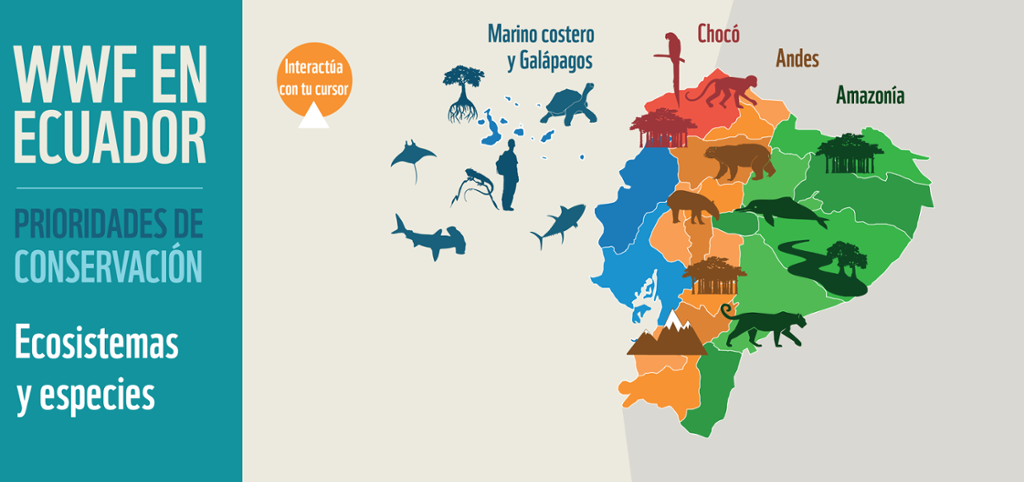 WWF EN
ECUADOR
PRIORIDADES DE
CONSERVACIÓN
Ecosistemas
y especies
Interactúa
con tu cursor
Marino costero
y Galápagos
Chocó
Andes
Amazonía